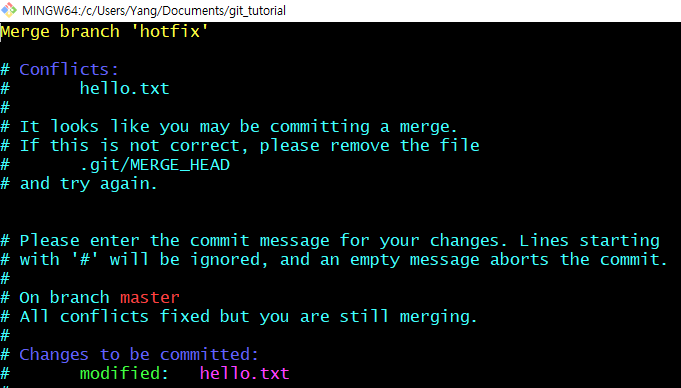 MINGW64:/c/Users/Yang/Documents/git_tutorial
Merge branch 'hotfix'
# Conflicts:
#       hello.txt
#
# It looks like you may be committing a merge.
# If this is not correct, please remove the file
#       .git/MERGE_HEAD
# and try again.
# Please enter the commit message for your changes. Lines starting
# with '#' will be ignored, and an empty message aborts the commit.
#
# On branch master
# All conflicts fixed but you are still merging.
#
# Changes to be committed:
#       modified:   hello.txt
#